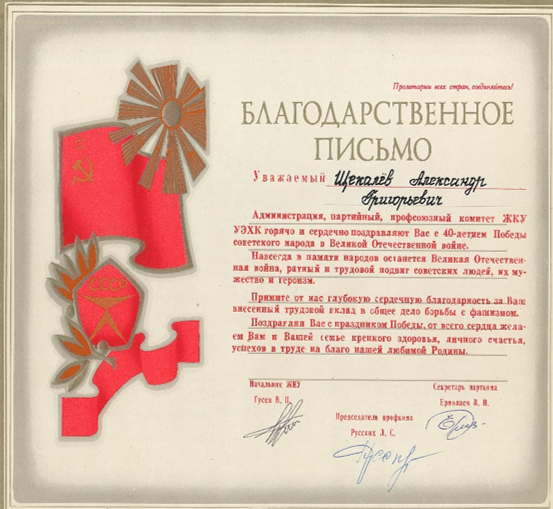 Пролетарии всех стран, соединяйтесь!
БЛАГОДАРСТВЕННОЕ
ПИСЬМО
Уважаемый Щекалёв Александр
Григорьевич
Администрация, партийный, профсоюзный комитет ЖКУ
УЭХК горячо и сердечно поздравляют Вас с 40-летием Победы
советского народа в Великой Отечественной войне.
Навсегда в памяти народов останется Великая Отечествен-
ная война, ратный и трудовой подвиг советских людей, их му-
жество и героизм.
Примите от нас глубокую сердечную благодарность за Ваш
внесенный трудовой вклад в общее дело борьбы с фашизмом.
Поздравляя Вас с праздником Победы, от всего сердца жела-
ем Вам и Вашей семье крепкого здоровья, личного счастья,
успехов в труде на благо нашей любимой Родины.
Начальник ЖКУ
Гусев В. П.
Секретарь парткома
Ермолаев В. Н.
Председатель профкома
Русских Л. С.
СССР